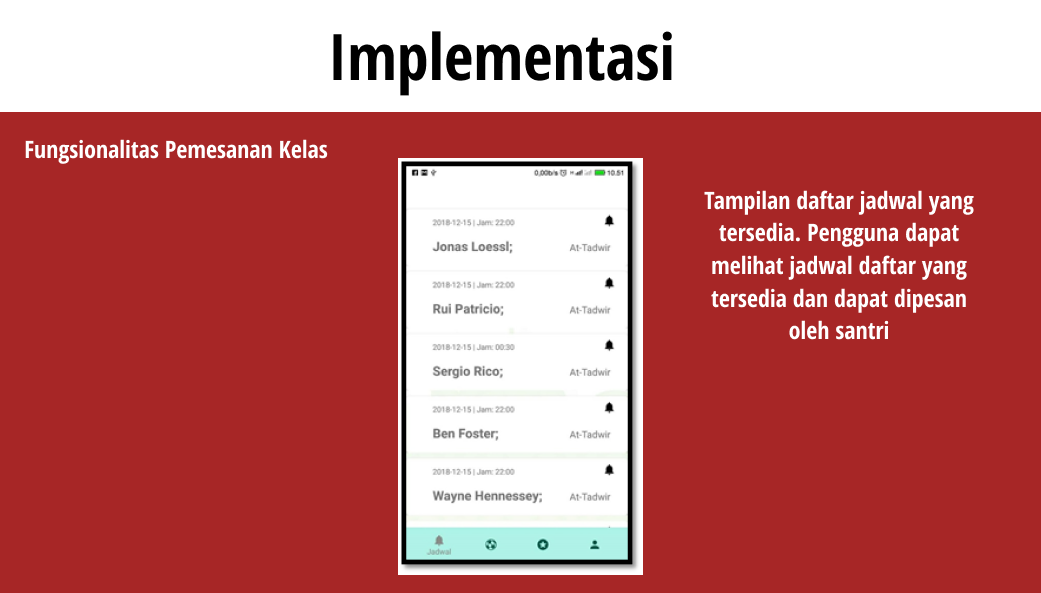 Implementasi
Fungsionalitas Pemesanan Kelas
0,00b/s H 10.51
2018-12-15 | Jam: 22:00
Jonas Loessl;
At-Tadwir
2018-12-15 | Jam: 22:00
Rui Patricio;
At-Tadwir
2018-12-15 | Jam: 00:30
Sergio Rico;
At-Tadwir
2018-12-15 | Jam: 22:00
Ben Foster;
At-Tadwir
2018-12-15 | Jam: 22:00
Wayne Hennessey;
At-Tadwir
Jadwal
Tampilan daftar jadwal yang
tersedia. Pengguna dapat
melihat jadwal daftar yang
tersedia dan dapat dipesan
oleh santri